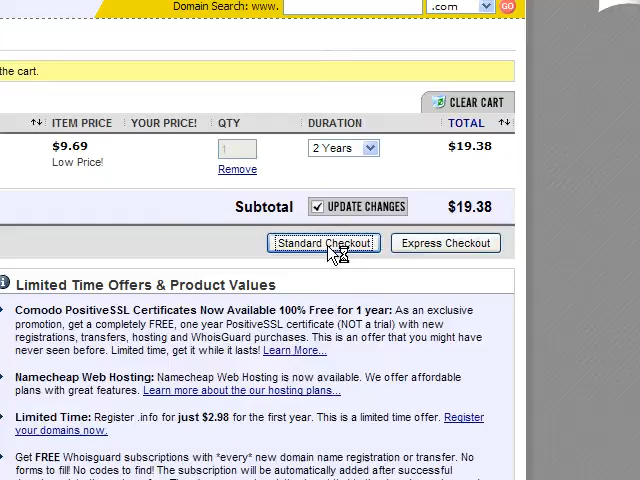 Domain Search: www. .com GO
the cart.
CLEAR CART
ITEM PRICE YOUR PRICE! QTY DURATION TOTAL
$9.69 1 2 Years $19.38
Low Price! Remove
Subtotal UPDATE CHANGES $19.38
Standard Checkout Express Checkout
Limited Time Offers & Product Values
Comodo PositiveSSL Certificates Now Available 100% Free for 1 year: As an exclusive
promotion, get a completely FREE, one year PositiveSSL certificate (NOT a trial) with new
registrations, transfers, hosting and WhoisGuard purchases. This is an offer that you might have
never seen before. Limited time, get it while it lasts! Learn More...
Namecheap Web Hosting: Namecheap Web Hosting is now available. We offer affordable
plans with great features. Learn more about the our hosting plans...
Limited Time: Register .info for just $2.98 for the first year. This is a limited time offer. Register
your domains now.
Get FREE Whoisguard subscriptions with *every* new domain name registration or transfer. No
forms to fill! No codes to find! The subscription will be automatically added after successful